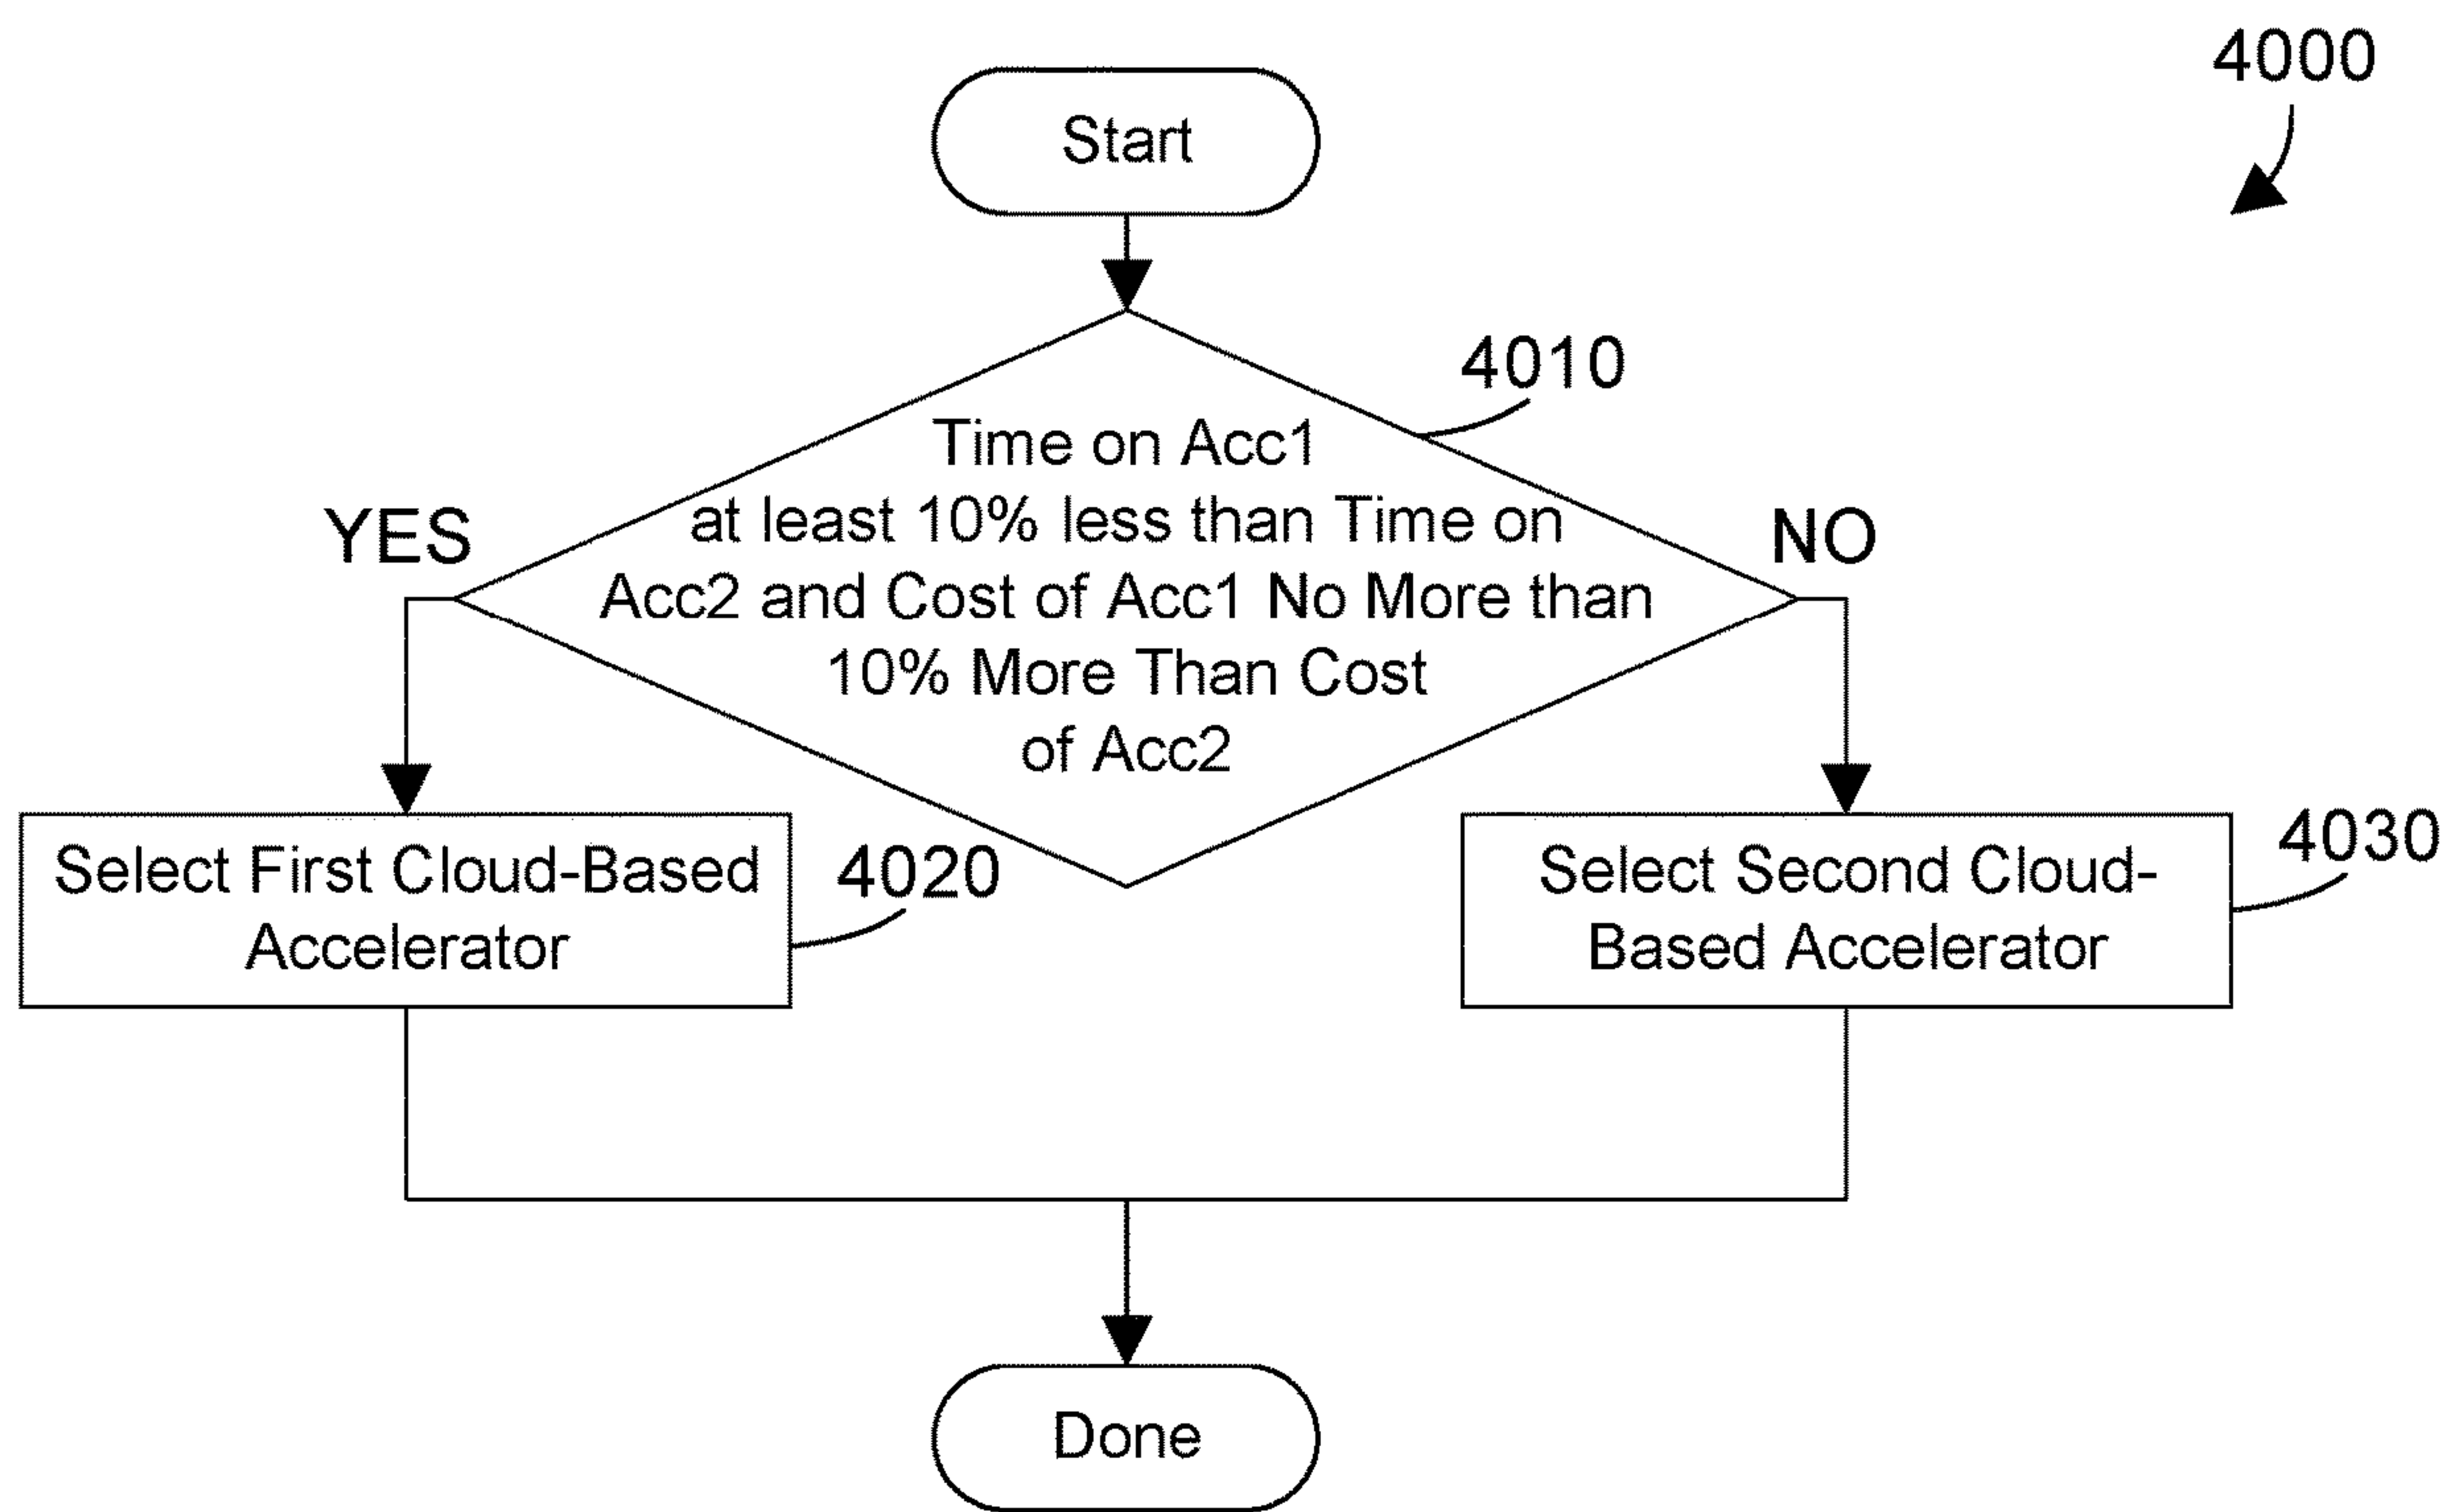 4000
Start
4010
Time on Acc1
at least 10% less than Time on
Acc2 and Cost of Acc1 No More than
10% More Than Cost
of Acc2
YES
NO
Select First Cloud-Based
Accelerator
4020
Select Second Cloud-
Based Accelerator
4030
Done